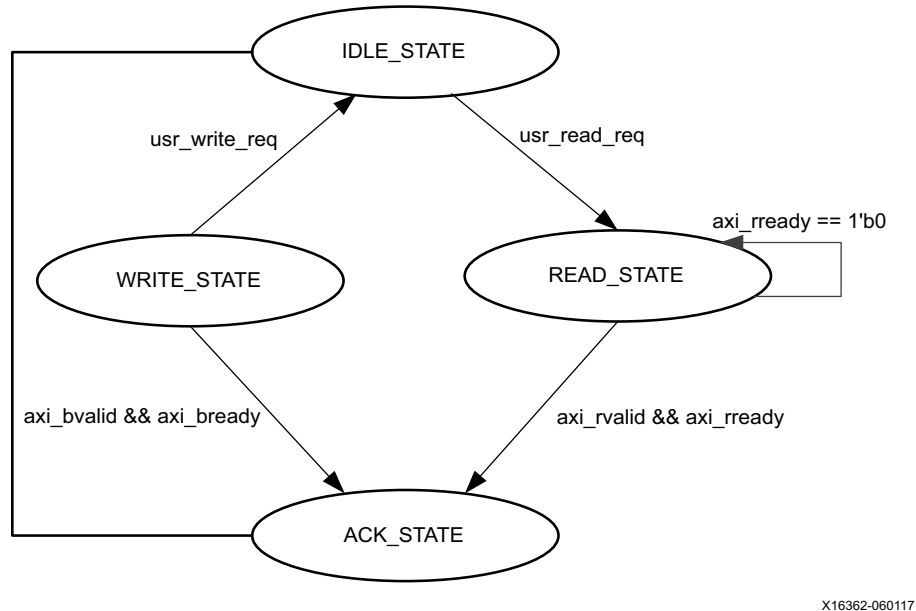 IDLE_STATE
usr_write_req
usr_read_req
axi_rready == 1'b0
WRITE_STATE
READ_STATE
axi_bvalid && axi_bready
axi_rvalid && axi_rready
ACK_STATE
X16362-060117